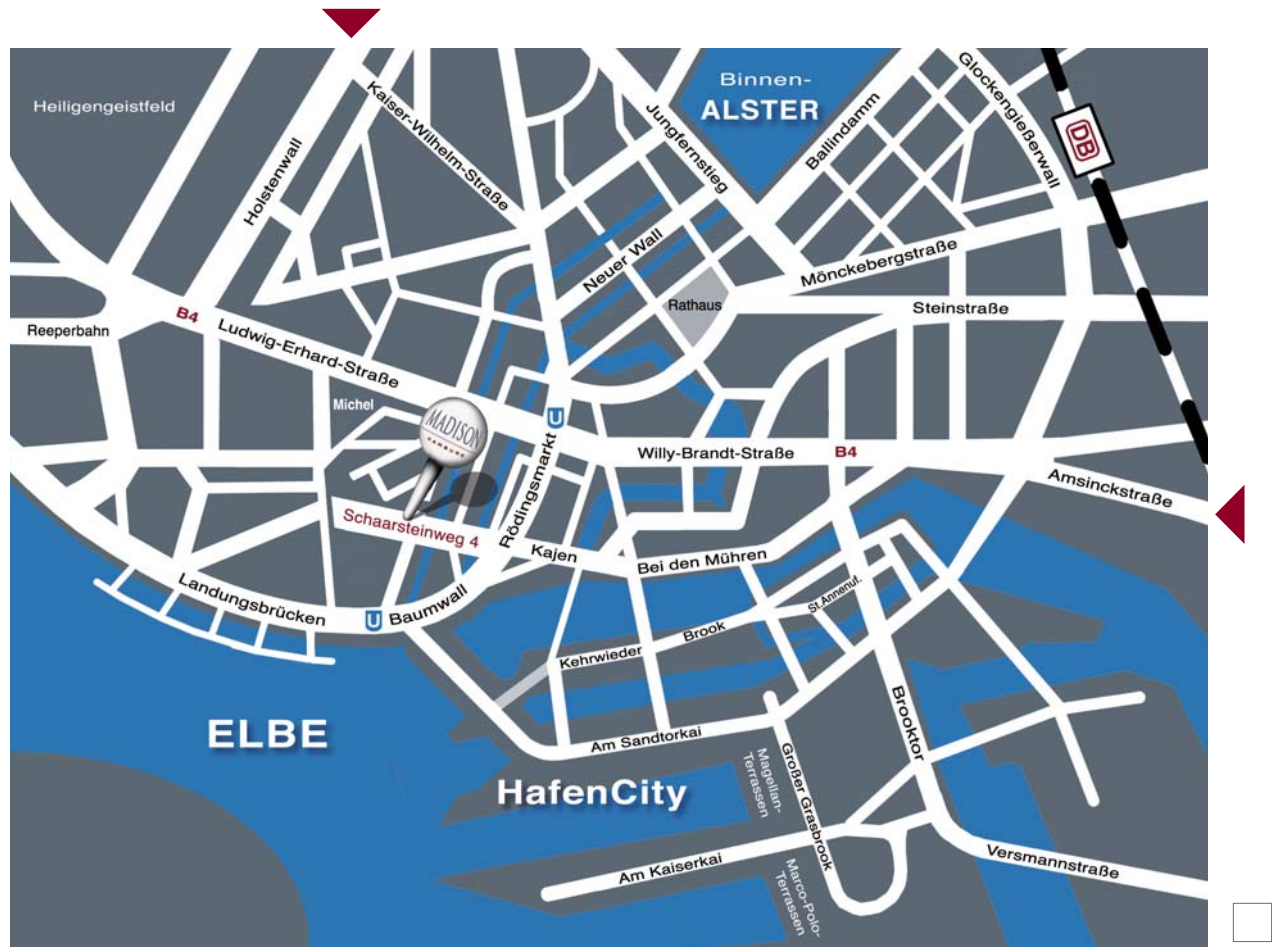 Binnen-
ALSTER
Glockengießerwall
Heiligengeistfeld
Kaiser-Wilhelm-Straße
Jungfernstieg
Ballindamm
DB
Holstenwall
Neuer Wall
Mönckebergstraße
Rathaus
Steinstraße
B4
Reeperbahn
Ludwig-Erhard-Straße
Michel
MADISON
HAMBURG
U
Rödingsmarkt
Willy-Brandt-Straße
B4
Amsinckstraße
Schaarsteinweg 4
Kajen
Bei den Mühren
Landungsbrücken
U
Baumwall
St.Annenuf.
Brook
Kehrwieder
ELBE
Brooktor
Am Sandtorkai
HafenCity
Magellan-
Terrassen
Großer Grasbrook
Am Kaiserkai
Marco-Polo-
Terrassen
Versmannstraße